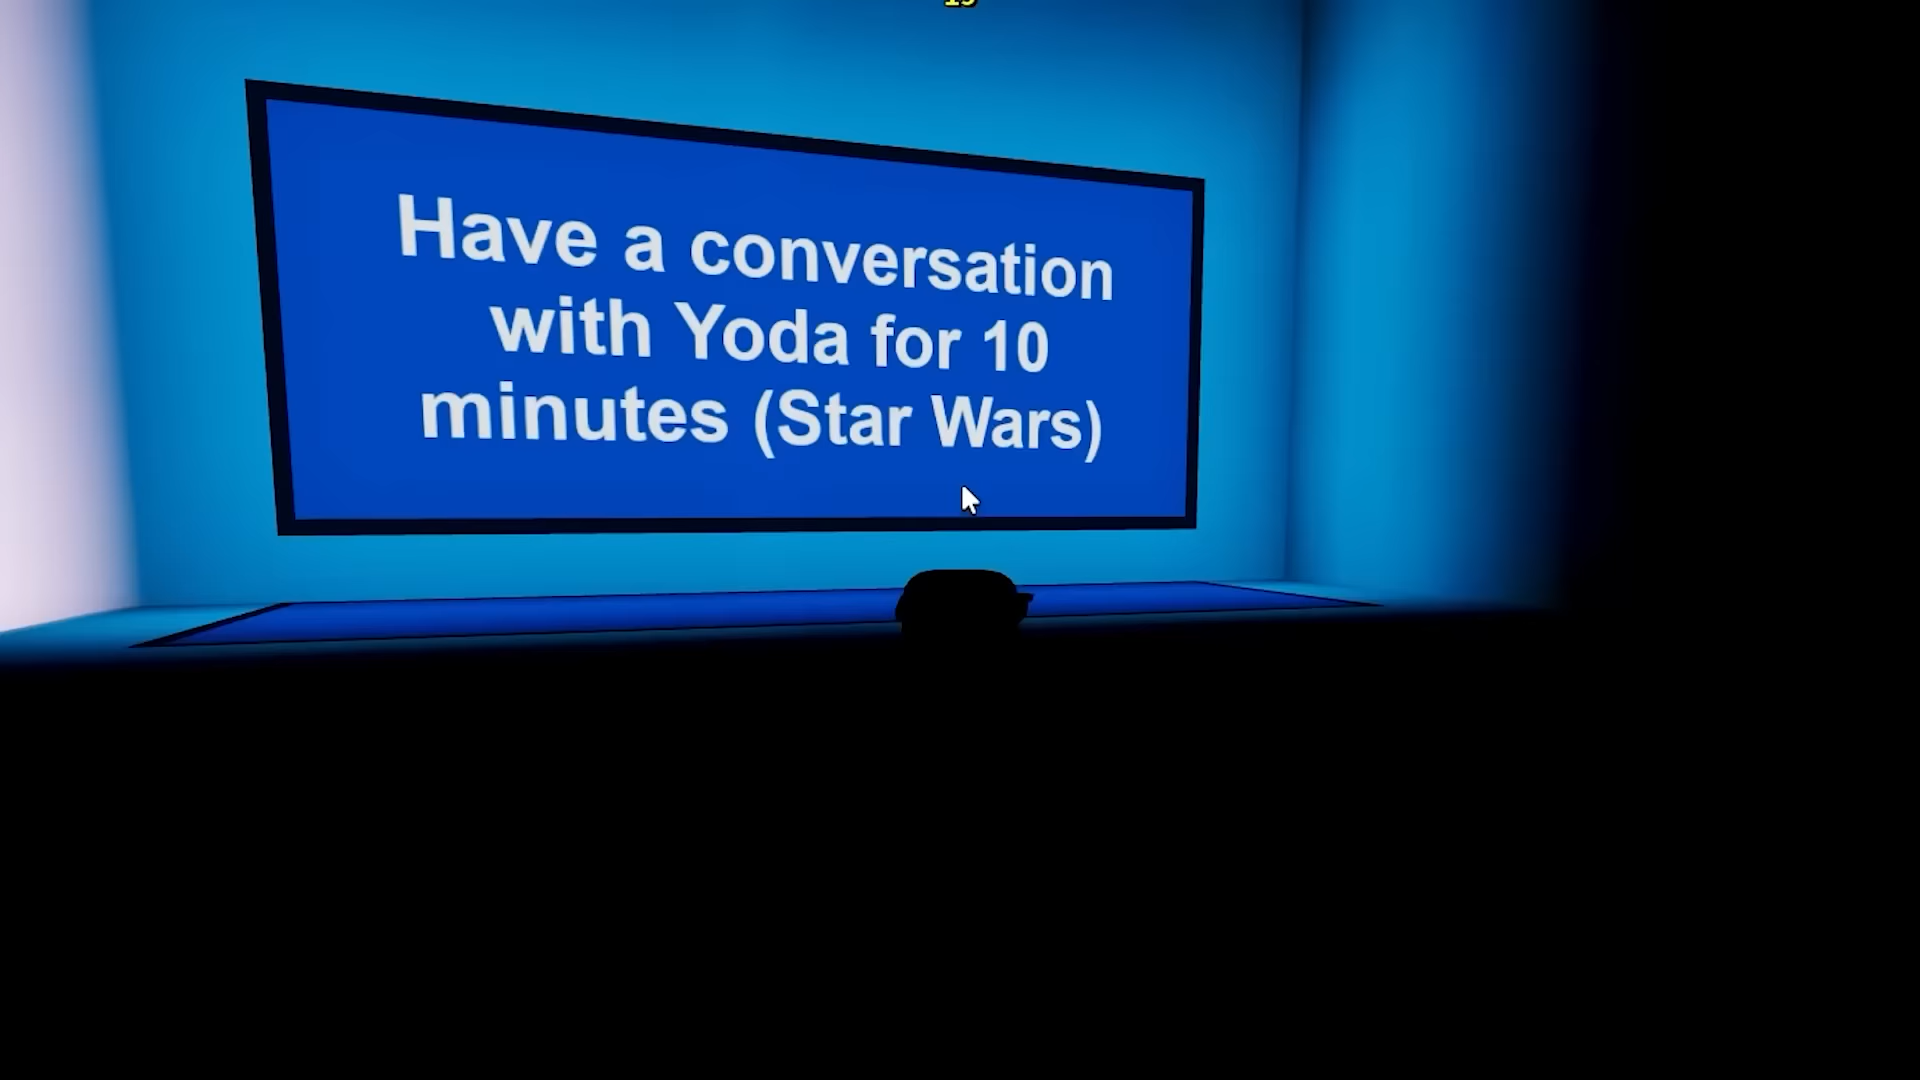 Have a conversation
with Yoda for 10
minutes (Star Wars)